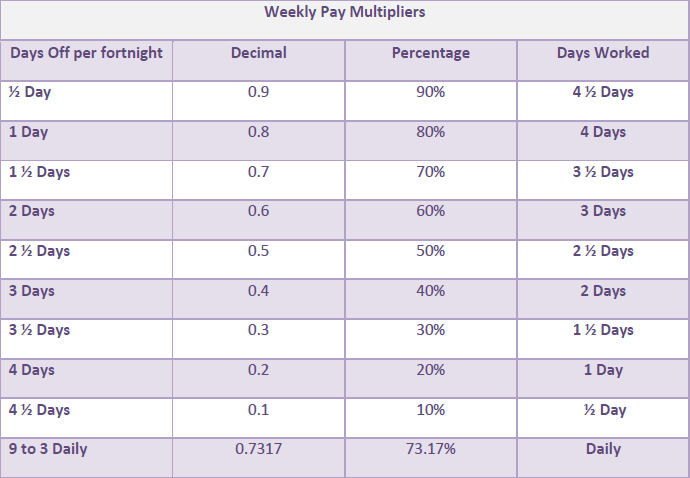 Weekly Pay Multipliers
Days Off per fortnight Decimal Percentage Days Worked
½ Day 0.9 90% 4 ½ Days
1 Day 0.8 80% 4 Days
1 ½ Days 0.7 70% 3 ½ Days
2 Days 0.6 60% 3 Days
2 ½ Days 0.5 50% 2 ½ Days
3 Days 0.4 40% 2 Days
3 ½ Days 0.3 30% 1 ½ Days
4 Days 0.2 20% 1 Day
4 ½ Days 0.1 10% ½ Day
9 to 3 Daily 0.7317 73.17% Daily